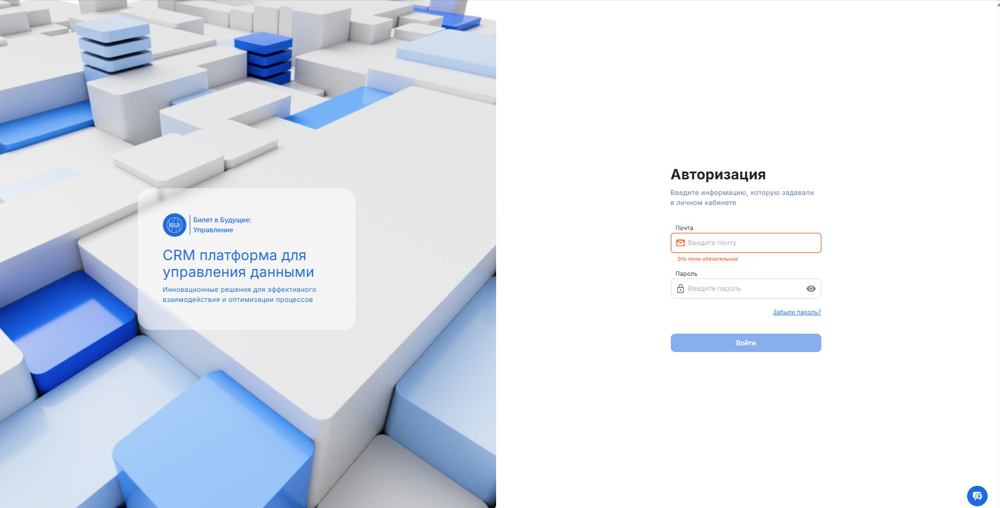 Билет в Будущее:
Управление
CRM платформа для
управления данными
Инновационные решения для эффективного
взаимодействия и оптимизации процессов
Авторизация
Введите информацию, которую задавали
в личном кабинете
Почта
Введите почту
Это поле обязательное
Пароль
Введите пароль
Забыли пароль?
Войти